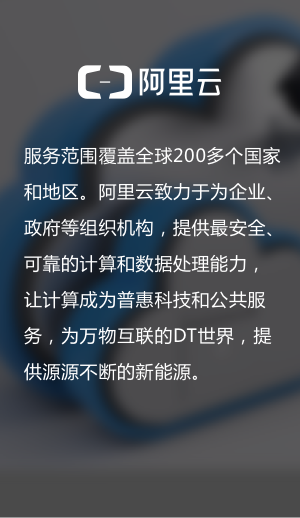 阿里云
服务范围覆盖全球200多个国家
和地区。阿里云致力于为企业、
政府等组织机构，提供最安全、
可靠的计算和数据处理能力，
让计算成为普惠科技和公共服
务，为万物互联的DT世界，提
供源源不断的新能源。